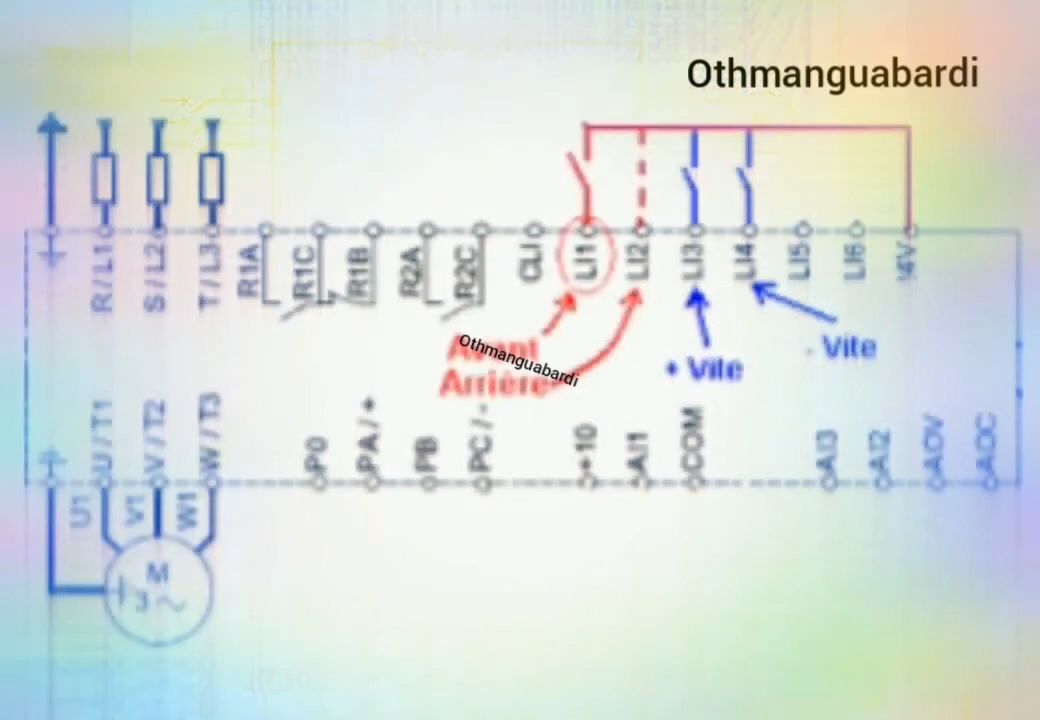 Othmanguabardi
R/L1
S/L2
T/L3
R1A
R1C
R1B
R2A
R2C
CLI
LI1
LI2
LI3
LI4
LI5
LI6
Avant
Othmanguabardi
Arrière
+ Vite
- Vite
U/T1
V/T2
W/T3
P0
PA/+
PB
PC/-
+10
AI1
COM
AI3
AI2
AOV
AOC
U1
V1
W1
M
3 ~